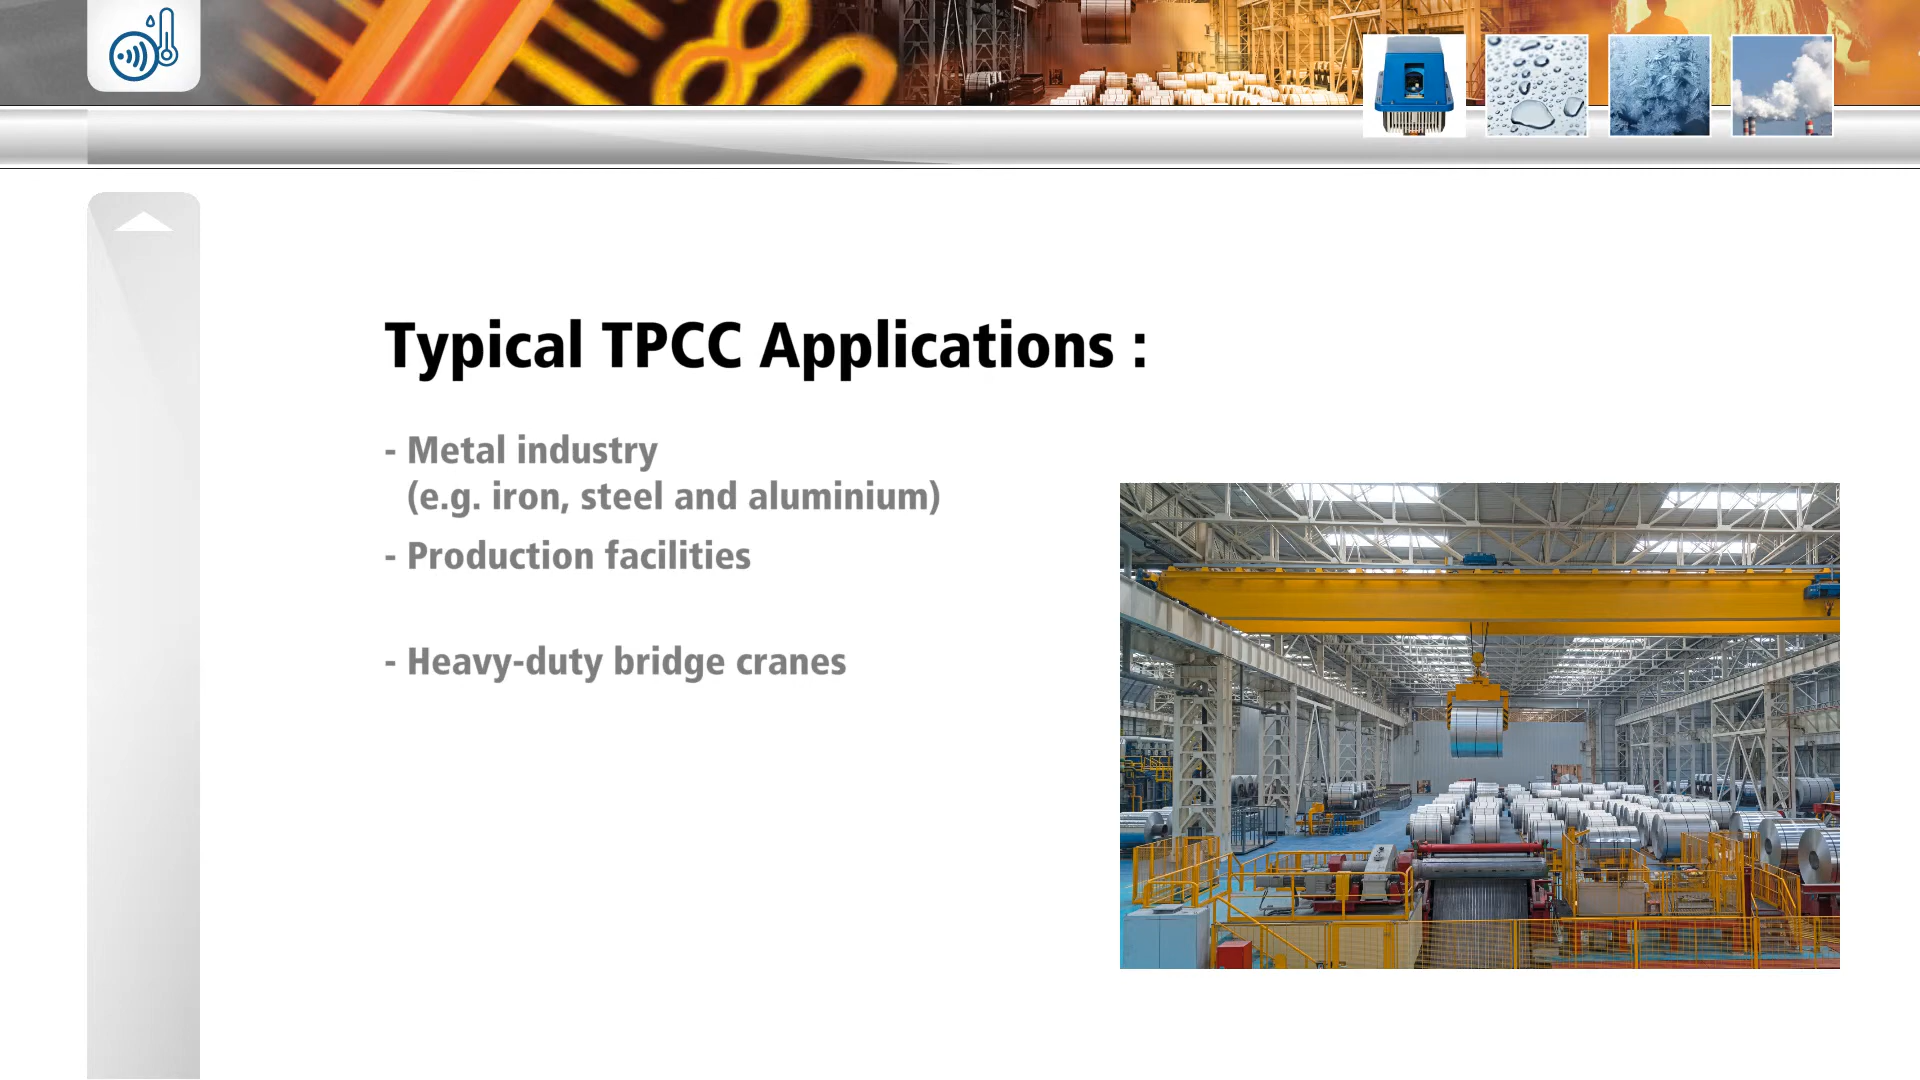 Typical TPCC Applications :
- Metal industry
(e.g. iron, steel and aluminium)
- Production facilities
- Heavy-duty bridge cranes